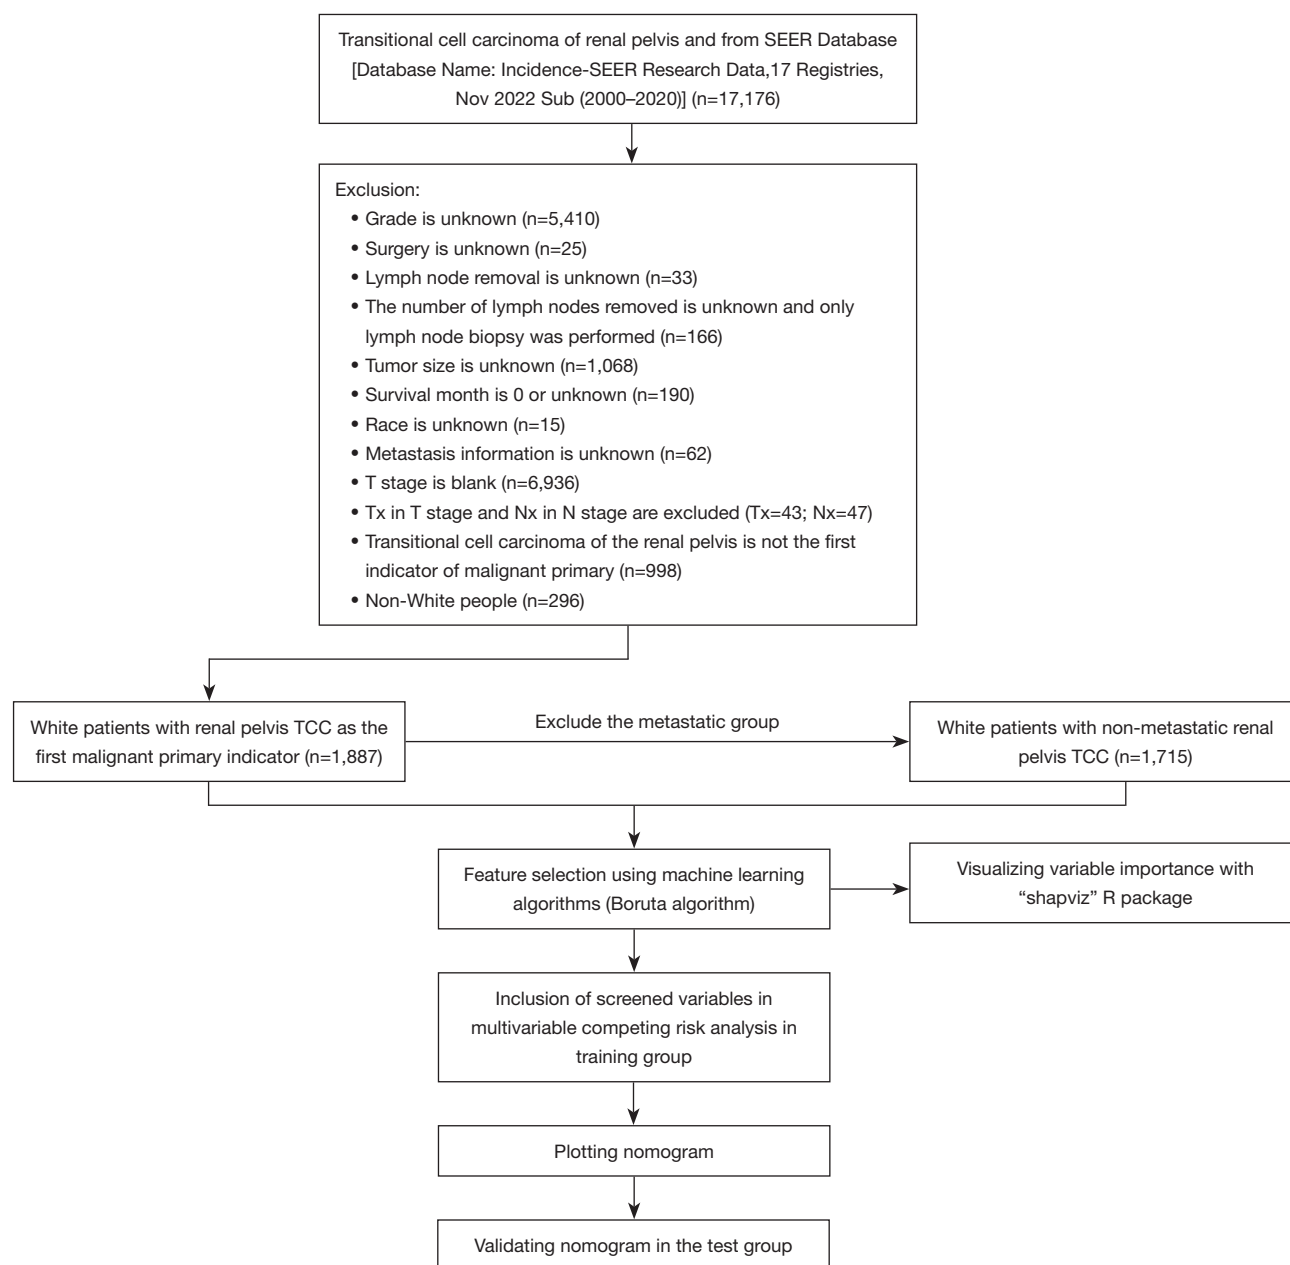 Transitional cell carcinoma of renal pelvis and from SEER Database
[Database Name: Incidence-SEER Research Data,17 Registries,
Nov 2022 Sub (2000–2020)] (n=17,176)
Exclusion:
• Grade is unknown (n=5,410)
• Surgery is unknown (n=25)
• Lymph node removal is unknown (n=33)
• The number of lymph nodes removed is unknown and only
lymph node biopsy was performed (n=166)
• Tumor size is unknown (n=1,068)
• Survival month is 0 or unknown (n=190)
• Race is unknown (n=15)
• Metastasis information is unknown (n=62)
• T stage is blank (n=6,936)
• Tx in T stage and Nx in N stage are excluded (Tx=43; Nx=47)
• Transitional cell carcinoma of the renal pelvis is not the first
indicator of malignant primary (n=998)
• Non-White people (n=296)
White patients with renal pelvis TCC as the
first malignant primary indicator (n=1,887)
Exclude the metastatic group
White patients with non-metastatic renal
pelvis TCC (n=1,715)
Feature selection using machine learning
algorithms (Boruta algorithm)
Visualizing variable importance with
“shapviz” R package
Inclusion of screened variables in
multivariable competing risk analysis in
training group
Plotting nomogram
Validating nomogram in the test group